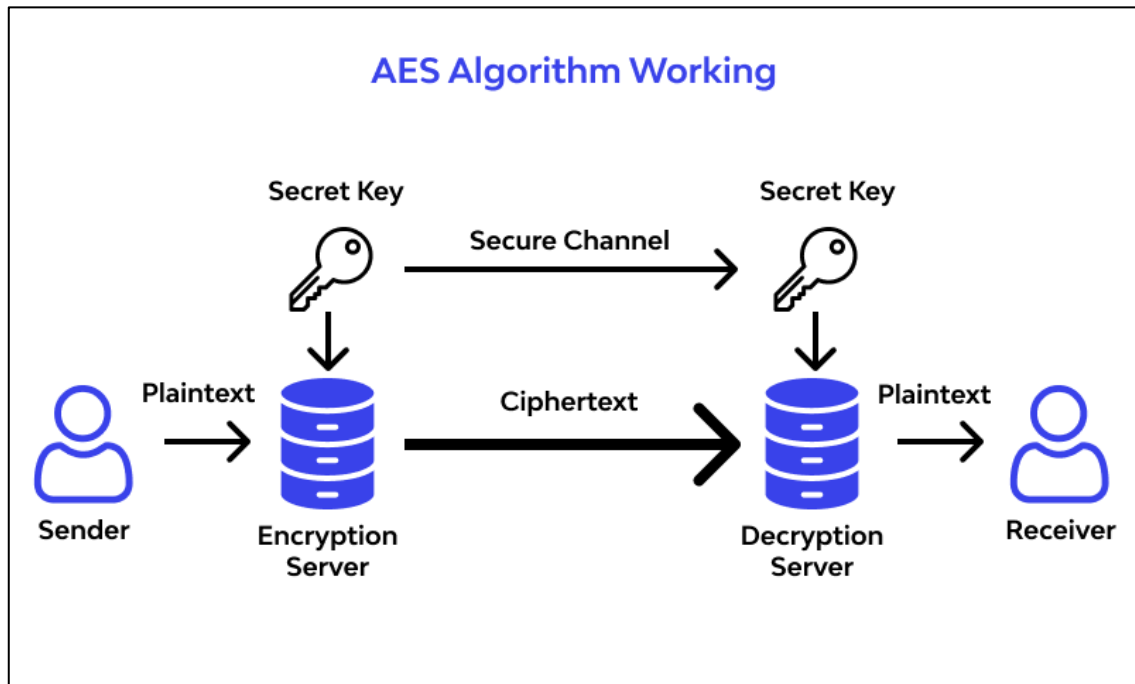 AES Algorithm Working
Secret Key
Secret Key
Secure Channel
Plaintext
Ciphertext
Plaintext
Sender
Encryption
Server
Decryption
Server
Receiver